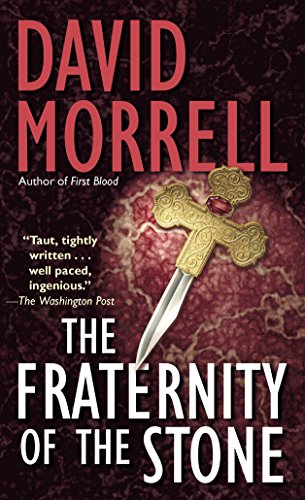 DAVID
MORRELL
Author of First Blood
“Taut, tightly
written . . .
well paced,
ingenious.”
—The Washington Post
THE
FRATERNITY
OF THE STONE